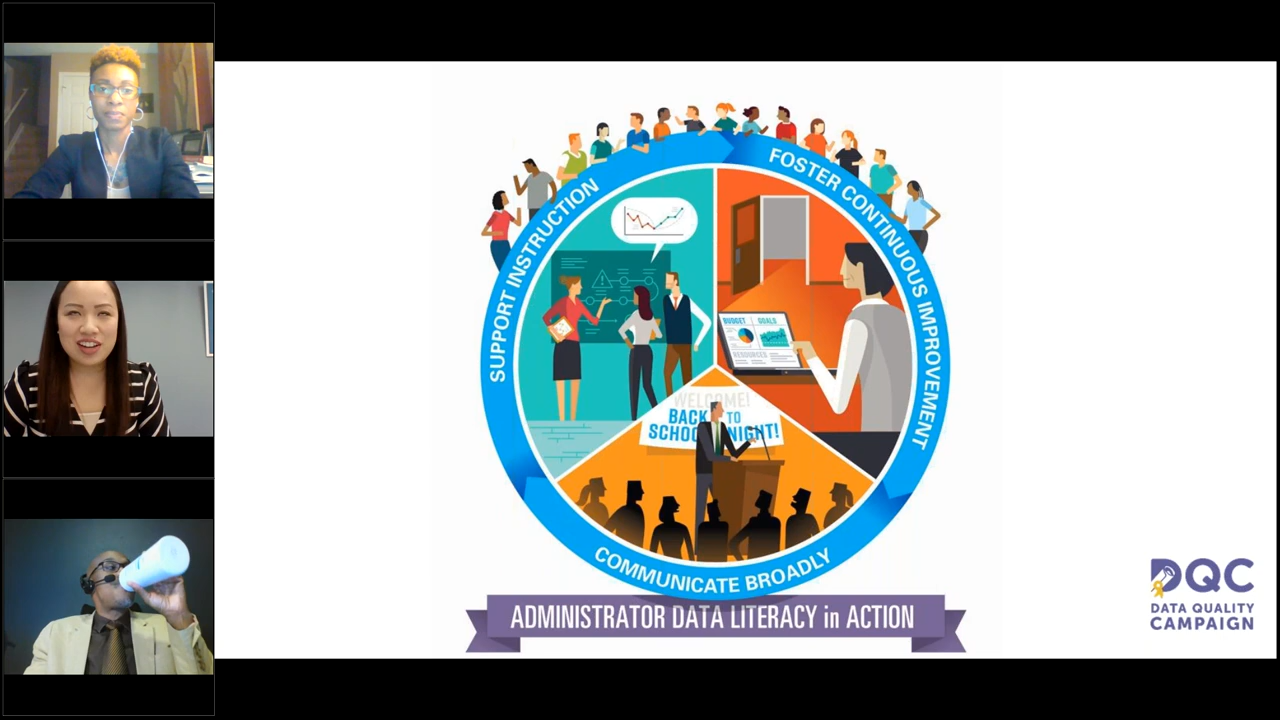 SUPPORT INSTRUCTION
FOSTER CONTINUOUS IMPROVEMENT
BUDGET
GOALS
RESOURCES
WELCOME!
BACK TO
SCHOOL NIGHT!
COMMUNICATE BROADLY
ADMINISTRATOR DATA LITERACY in ACTION
DQC
DATA QUALITY
CAMPAIGN